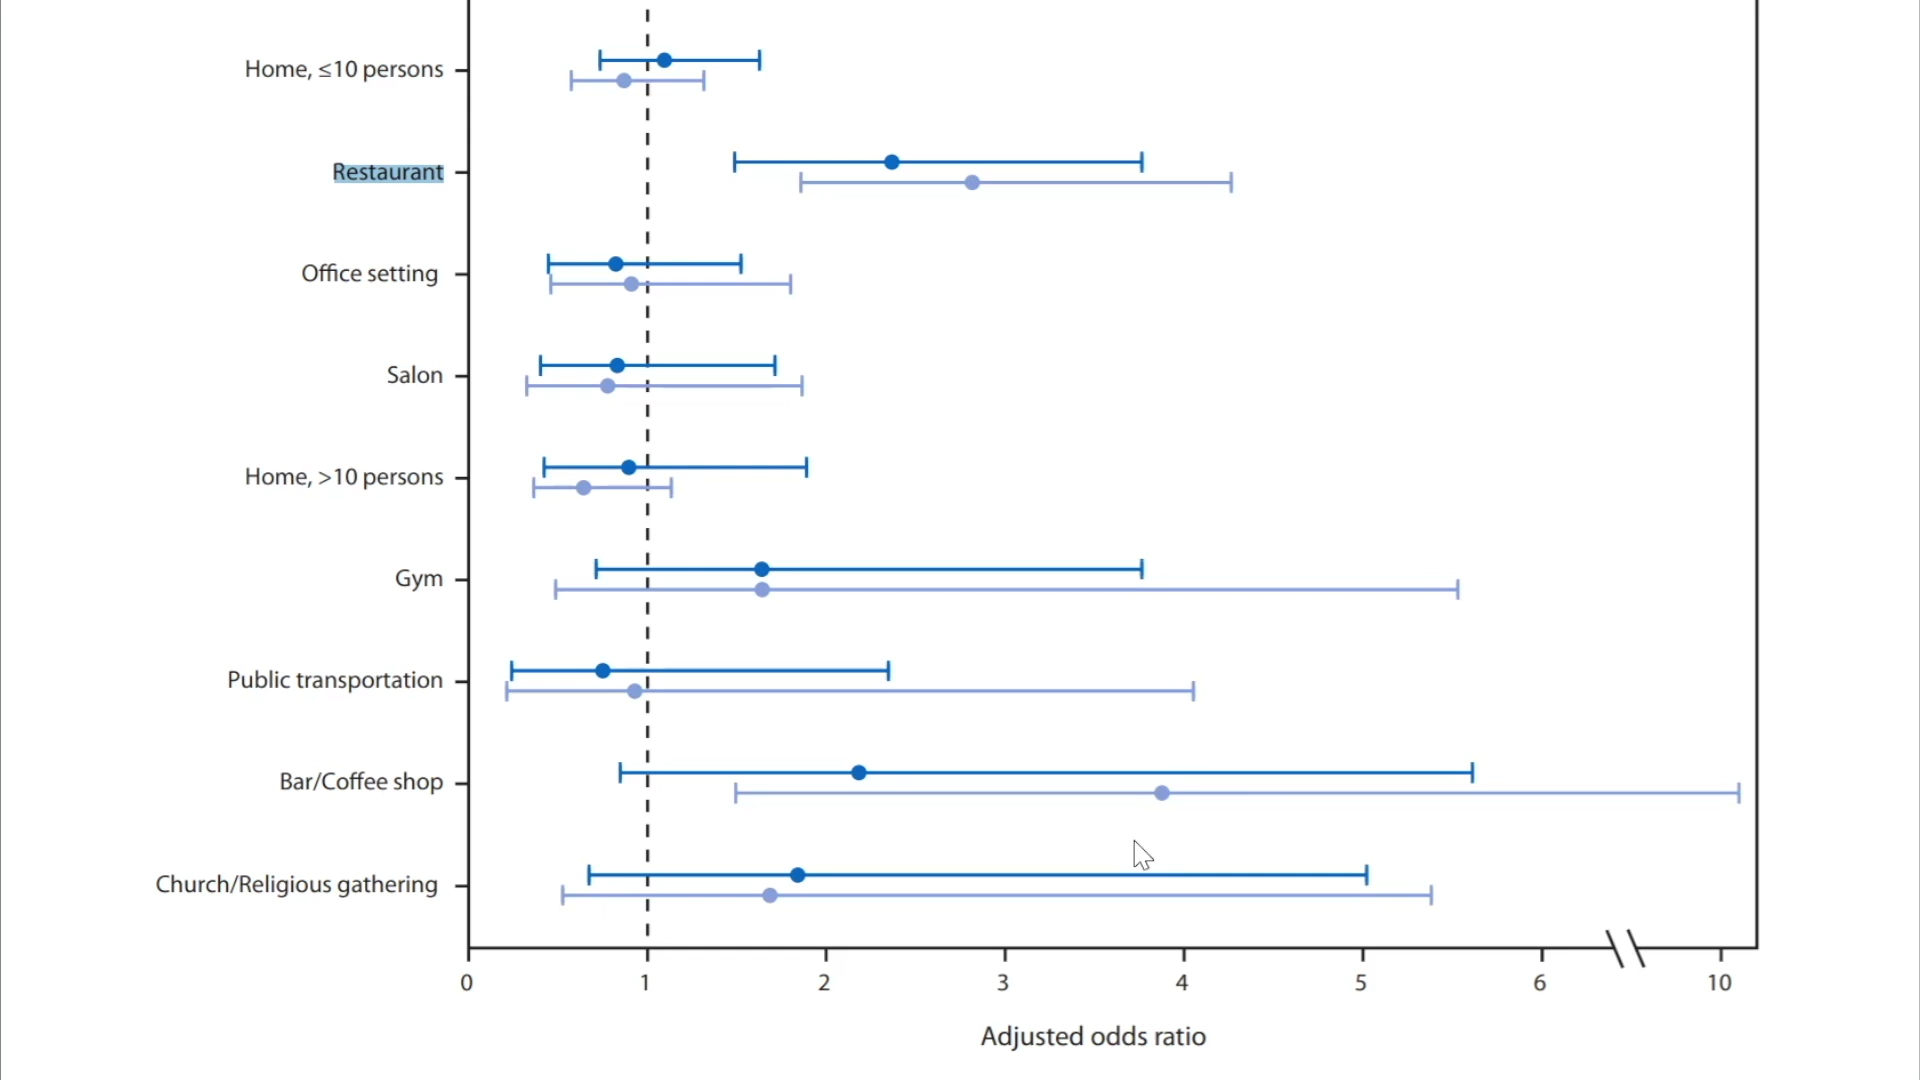 Home, ≤10 persons
Restaurant
Office setting
Salon
Home, >10 persons
Gym
Public transportation
Bar/Coffee shop
Church/Religious gathering
0 1 2 3 4 5 6 10
Adjusted odds ratio